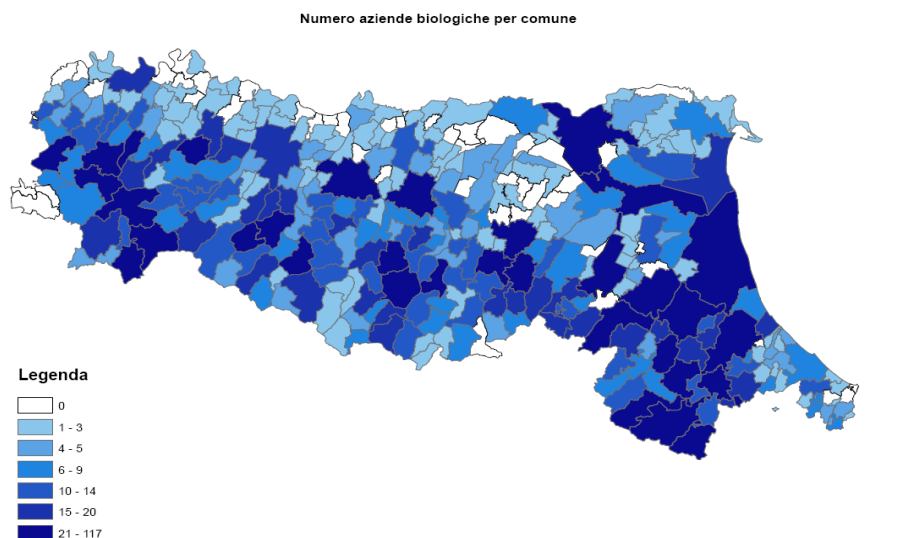 Numero aziende biologiche per comune
Legenda
0
1 - 3
4 - 5
6 - 9
10 - 14
15 - 20
21 - 117